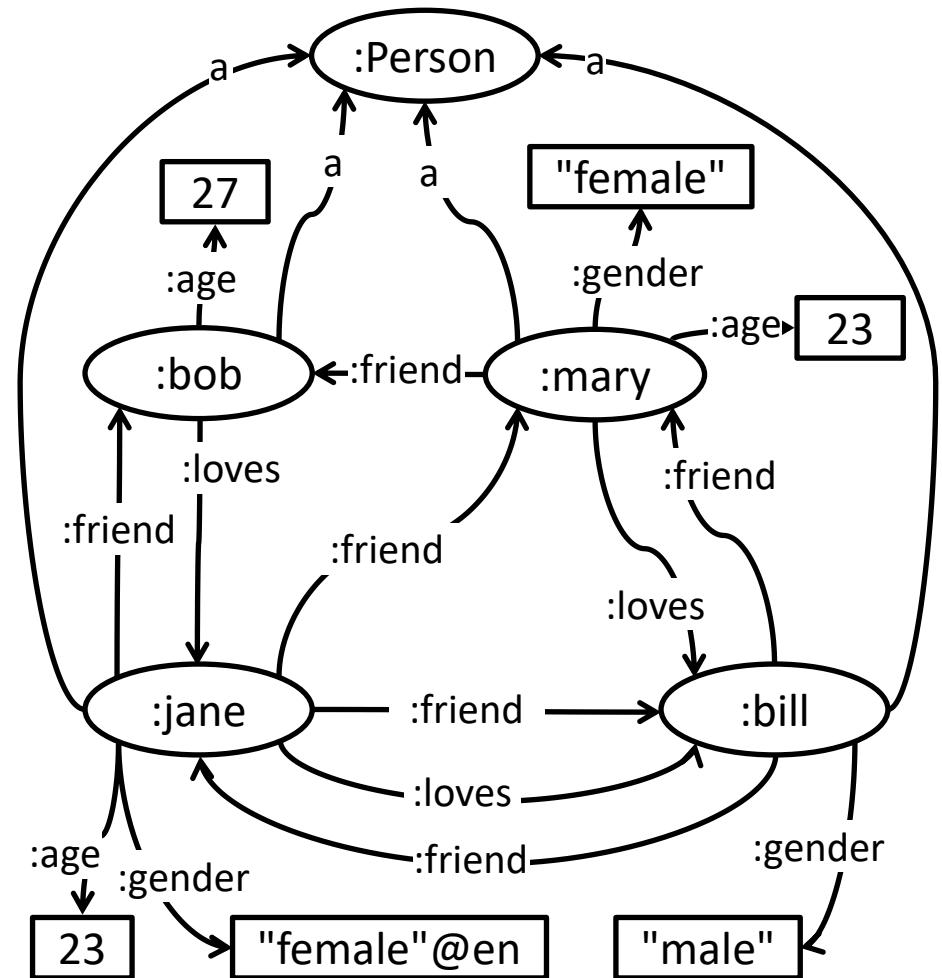 :Person
a
a
a
a
27
"female"
:age
:gender
:age
23
:bob
:friend
:mary
:loves
:friend
:friend
:friend
:loves
:jane
:friend
:bill
:loves
:friend
:age
:gender
:gender
23
"female"@en
"male"